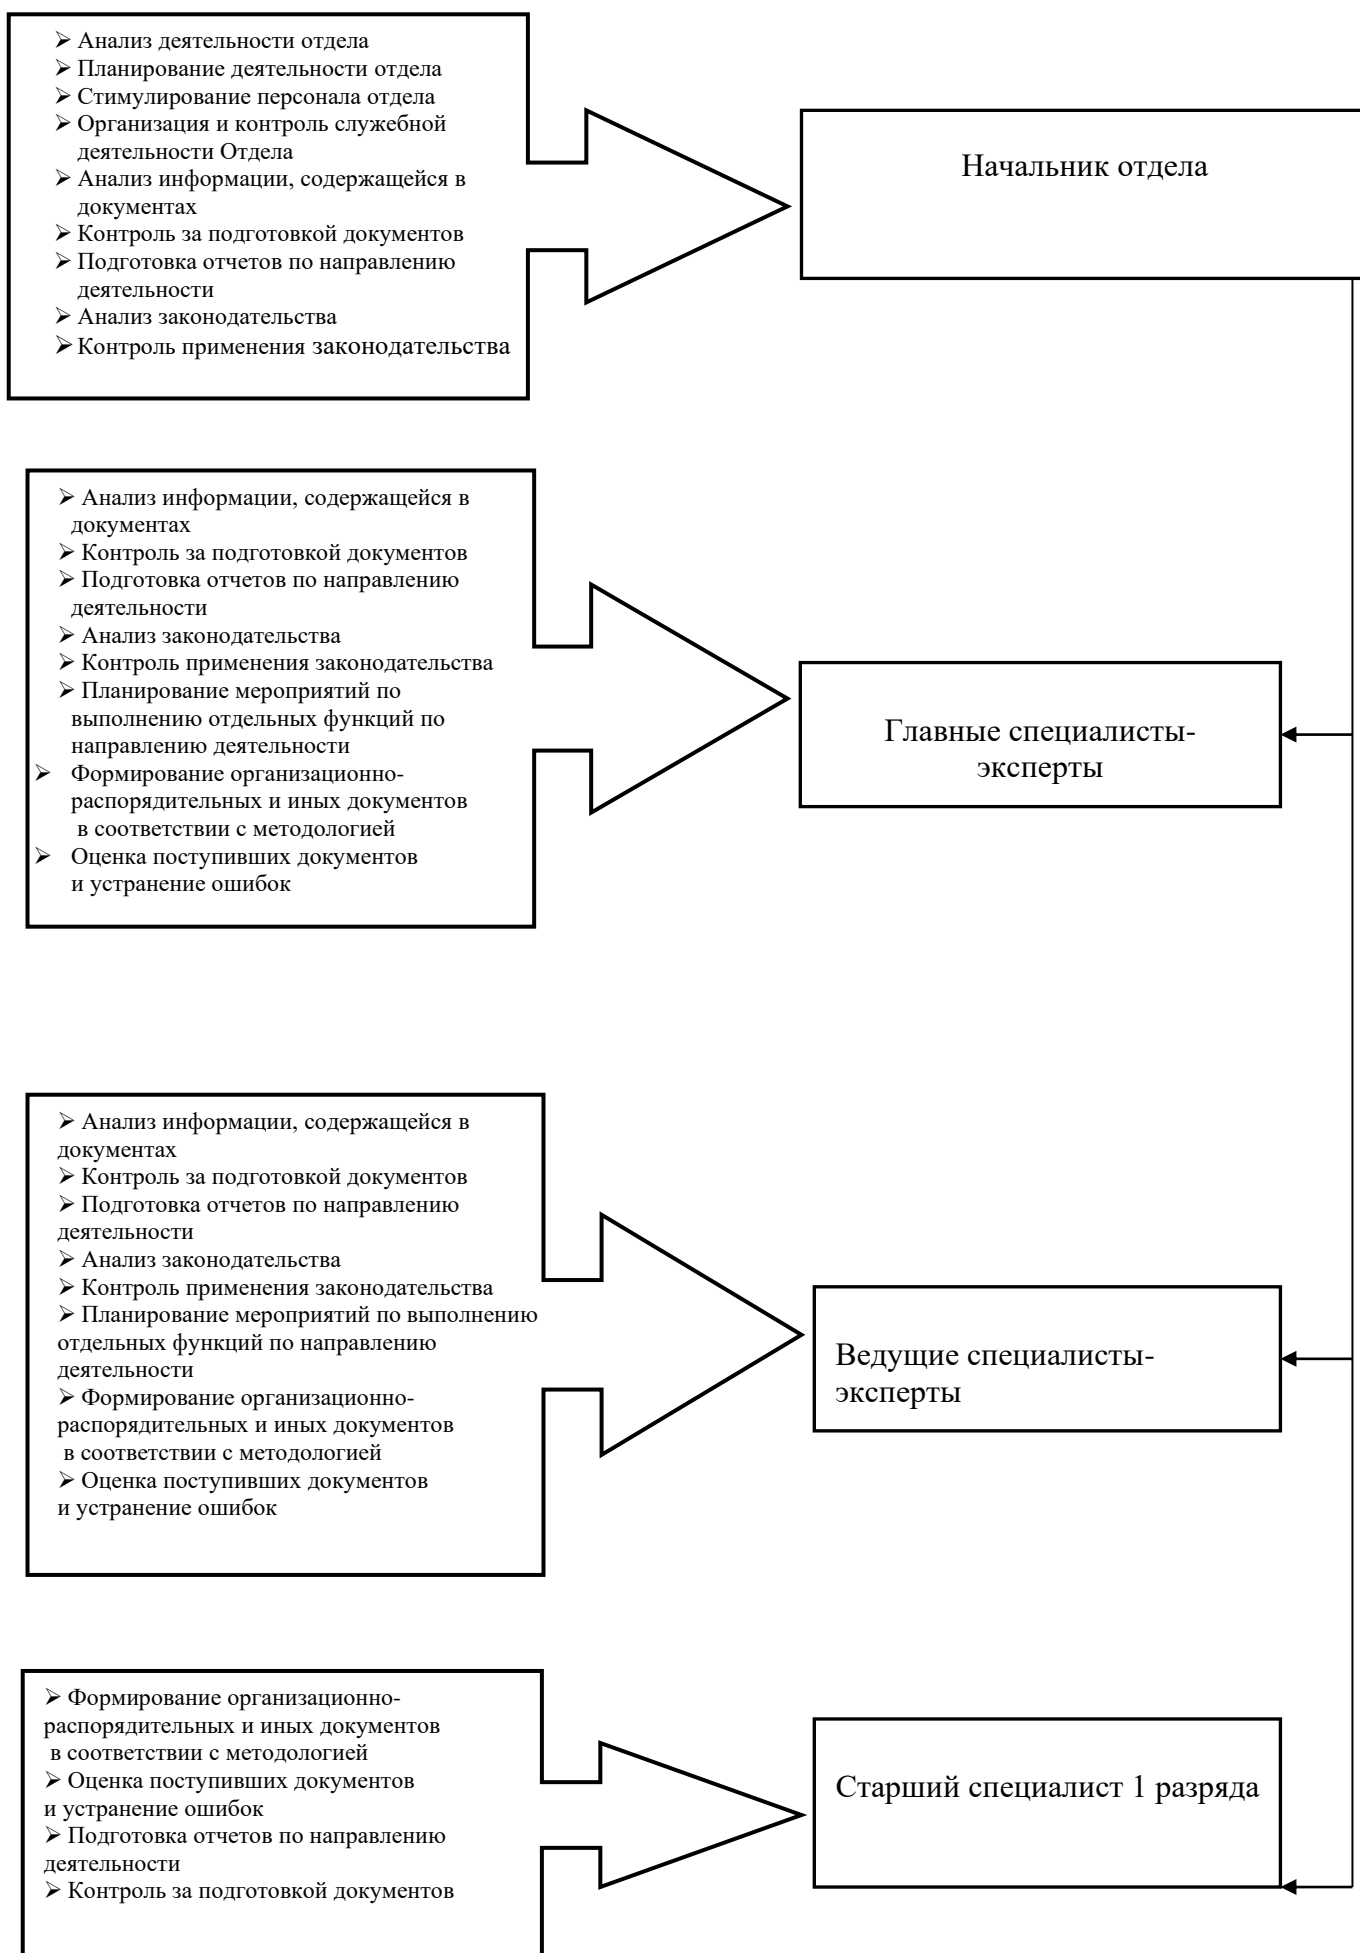 ➢ Анализ деятельности отдела
➢ Планирование деятельности отдела
➢ Стимулирование персонала отдела
➢ Организация и контроль служебной
деятельности Отдела
➢ Анализ информации, содержащейся в
документах
➢ Контроль за подготовкой документов
➢ Подготовка отчетов по направлению
деятельности
➢ Анализ законодательства
➢ Контроль применения законодательства
Начальник отдела
➢ Анализ информации, содержащейся в
документах
➢ Контроль за подготовкой документов
➢ Подготовка отчетов по направлению
деятельности
➢ Анализ законодательства
➢ Контроль применения законодательства
➢ Планирование мероприятий по
выполнению отдельных функций по
направлению деятельности
➢ Формирование организационно-
распорядительных и иных документов
в соответствии с методологией
➢ Оценка поступивших документов
и устранение ошибок
Главные специалисты-
эксперты
➢ Анализ информации, содержащейся в
документах
➢ Контроль за подготовкой документов
➢ Подготовка отчетов по направлению
деятельности
➢ Анализ законодательства
➢ Контроль применения законодательства
➢ Планирование мероприятий по выполнению
отдельных функций по направлению
деятельности
➢ Формирование организационно-
распорядительных и иных документов
в соответствии с методологией
➢ Оценка поступивших документов
и устранение ошибок
Ведущие специалисты-
эксперты
➢ Формирование организационно-
распорядительных и иных документов
в соответствии с методологией
➢ Оценка поступивших документов
и устранение ошибок
➢ Подготовка отчетов по направлению
деятельности
➢ Контроль за подготовкой документов
Старший специалист 1 разряда